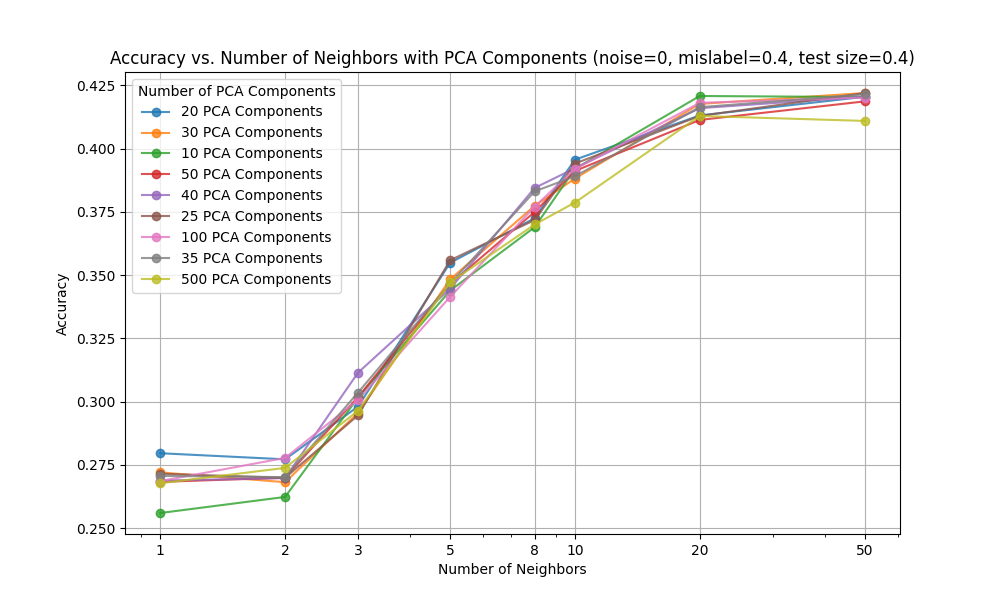 Accuracy vs. Number of Neighbors with PCA Components (noise=0, mislabel=0.4, test size=0.4)
0.425
0.400
0.375
0.350
0.325
0.300
0.275
0.250
Accuracy
Number of PCA Components
20 PCA Components
30 PCA Components
10 PCA Components
50 PCA Components
40 PCA Components
25 PCA Components
100 PCA Components
35 PCA Components
500 PCA Components
1 2 3 5 8 10 20 50
Number of Neighbors